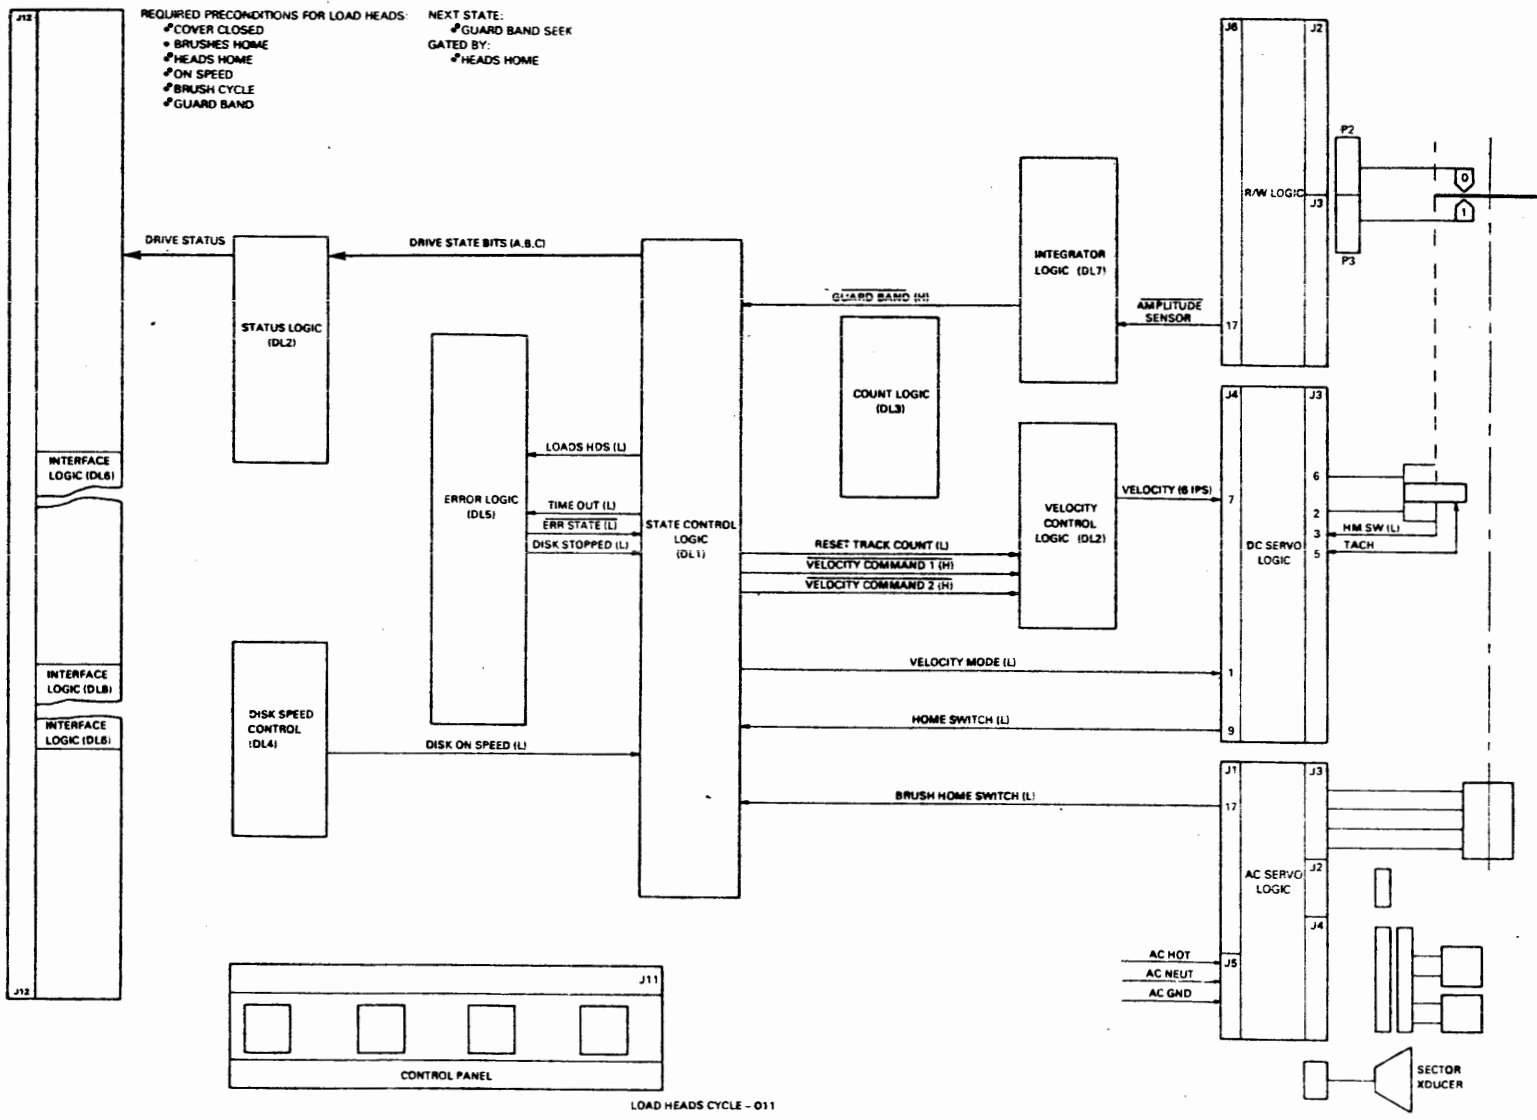 J12
REQUIRED PRECONDITIONS FOR LOAD HEADS:
COVER CLOSED
• BRUSHES HOME
HEADS HOME
ON SPEED
BRUSH CYCLE
GUARD BAND
NEXT STATE:
GUARD BAND SEEK
GATED BY:
HEADS HOME
J6
J2
P2
R/W LOGIC
J3
P3
0
1
17
DRIVE STATUS
DRIVE STATE BITS (A,B,C)
STATUS LOGIC
(DL2)
GUARD BAND (H)
INTEGRATOR
LOGIC (DL7)
AMPLITUDE
SENSOR
COUNT LOGIC
(DL3)
INTERFACE
LOGIC (DL6)
LOADS HDS (L)
ERROR LOGIC
(DL5)
TIME OUT (L)
ERR STATE (L)
DISK STOPPED (L)
STATE CONTROL
LOGIC
(DL1)
RESET TRACK COUNT (L)
VELOCITY COMMAND 1 (H)
VELOCITY COMMAND 2 (H)
VELOCITY
CONTROL
LOGIC (DL2)
VELOCITY (6 IPS)
J4
J3
7
6
2
3
5
HM SW (L)
TACH
DC SERVO
LOGIC
VELOCITY MODE (L)
1
HOME SWITCH (L)
9
INTERFACE
LOGIC (DL8)
INTERFACE
LOGIC (DL6)
DISK SPEED
CONTROL
(DL4)
DISK ON SPEED (L)
BRUSH HOME SWITCH (L)
J1
17
J3
AC SERVO
LOGIC
J2
J4
AC HOT
AC NEUT
AC GND
J5
J12
J11
CONTROL PANEL
SECTOR
XDUCER
LOAD HEADS CYCLE - 011